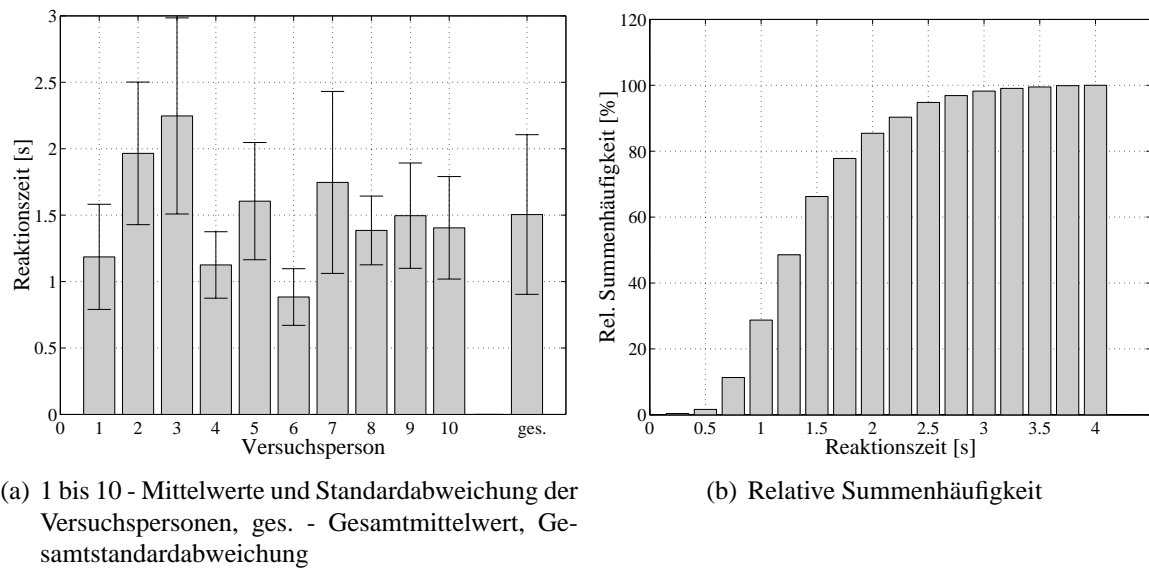 3
2.5
2
1.5
1
0.5
0
Reaktionszeit [s]
0 1 2 3 4 5 6 7 8 9 10 ges.
Versuchsperson
(a) 1 bis 10 - Mittelwerte und Standardabweichung der
Versuchspersonen, ges. - Gesamtmittelwert, Ge-
samtstandardabweichung
120
100
80
60
40
20
0
Rel. Summenhäufigkeit [%]
0 0.5 1 1.5 2 2.5 3 3.5 4
Reaktionszeit [s]
(b) Relative Summenhäufigkeit